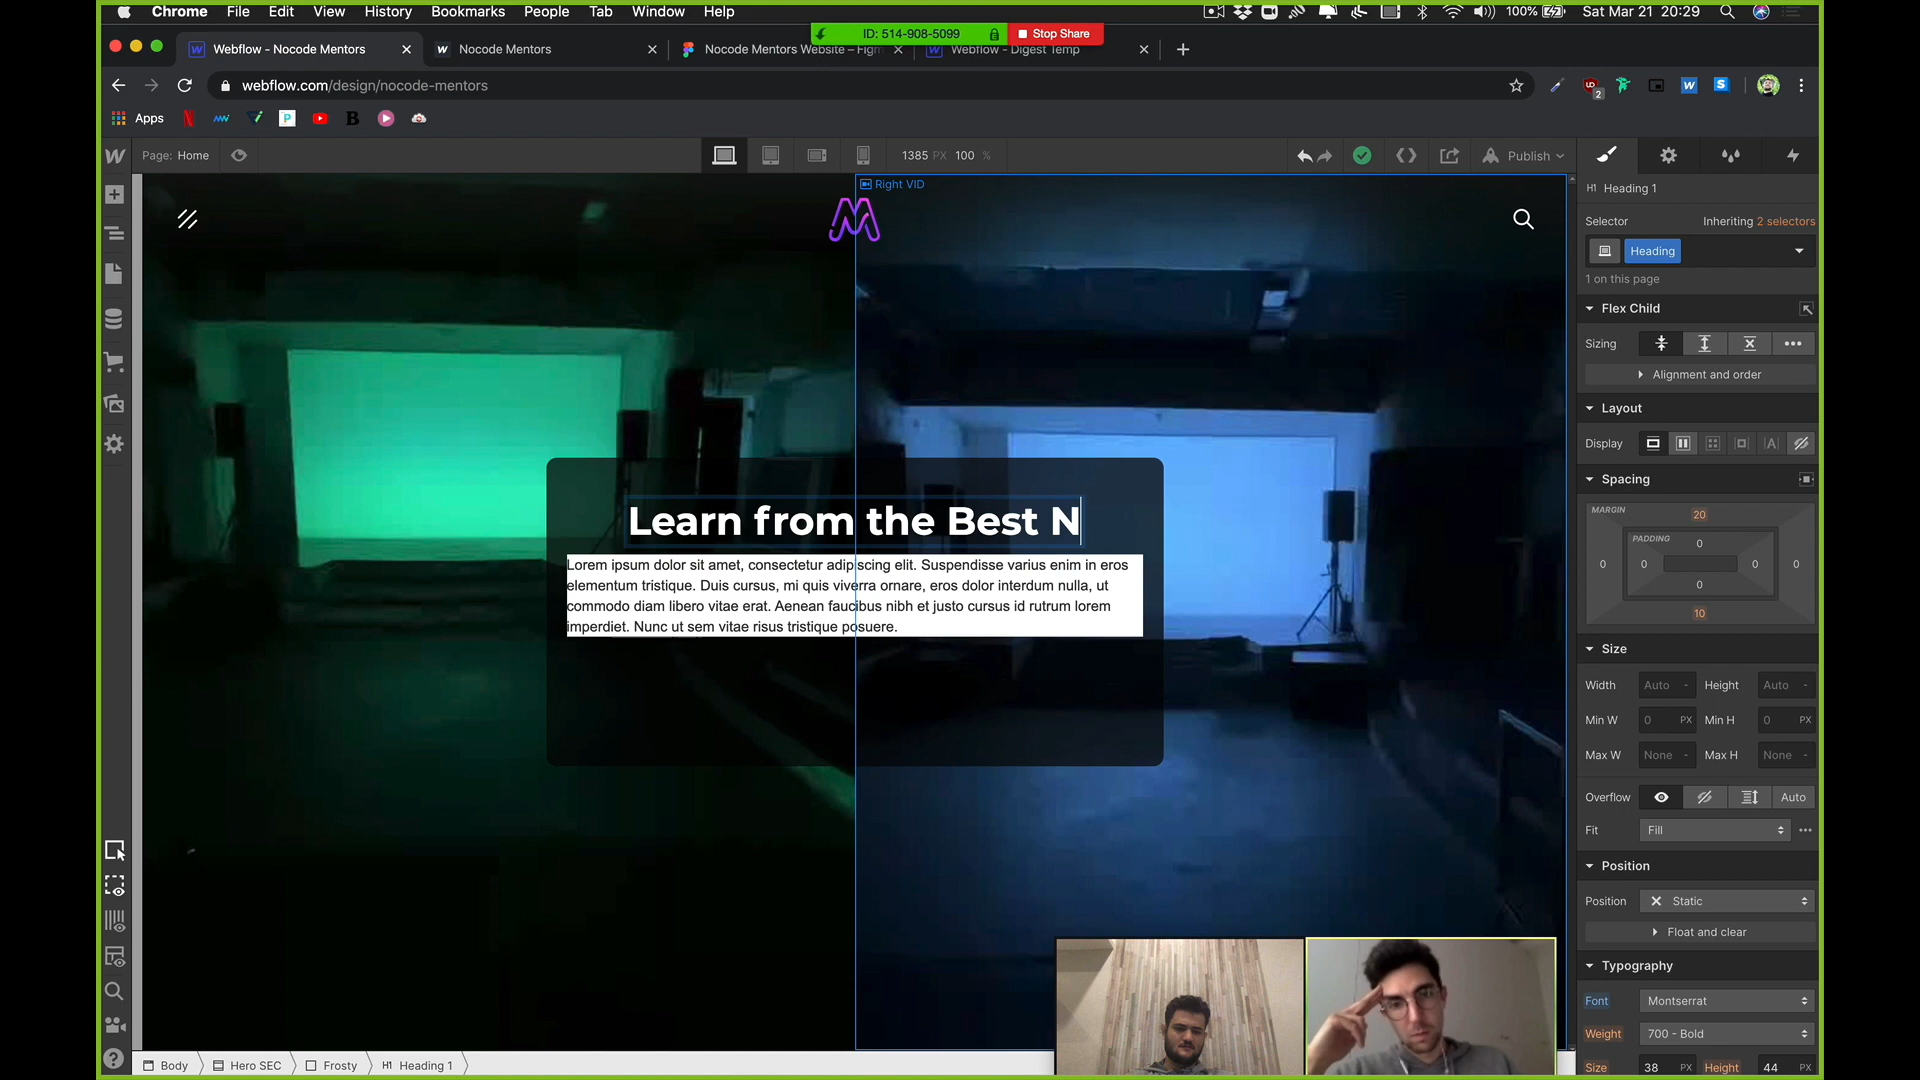 Chrome File Edit View History Bookmarks People Tab Window Help 100% Sat Mar 21 20:29
ID: 514-908-5099 Stop Share
Webflow - Nocode Mentors Nocode Mentors Nocode Mentors Website – Figm Webflow - Digest Temp
webflow.com/design/nocode-mentors
2
Apps
Page: Home 1385 PX 100 % Publish
Right VID
H1 Heading 1
Selector Inheriting 2 selectors
Heading
1 on this page
Flex Child
Sizing
Alignment and order
Layout
Display
Spacing
MARGIN 20
PADDING 0
0 0 0 0
0
10
Learn from the Best N
Lorem ipsum dolor sit amet, consectetur adipiscing elit. Suspendisse varius enim in eros
elementum tristique. Duis cursus, mi quis viverra ornare, eros dolor interdum nulla, ut
commodo diam libero vitae erat. Aenean faucibus nibh et justo cursus id rutrum lorem
imperdiet. Nunc ut sem vitae risus tristique posuere.
Size
Width Auto - Height Auto -
Min W 0 PX Min H 0 PX
Max W None - Max H None -
Overflow Auto
Fit Fill
Position
Position Static
Float and clear
Typography
Font Montserrat
Weight 700 - Bold
Size 38 PX Height 44 PX
Body Hero SEC Frosty H1 Heading 1